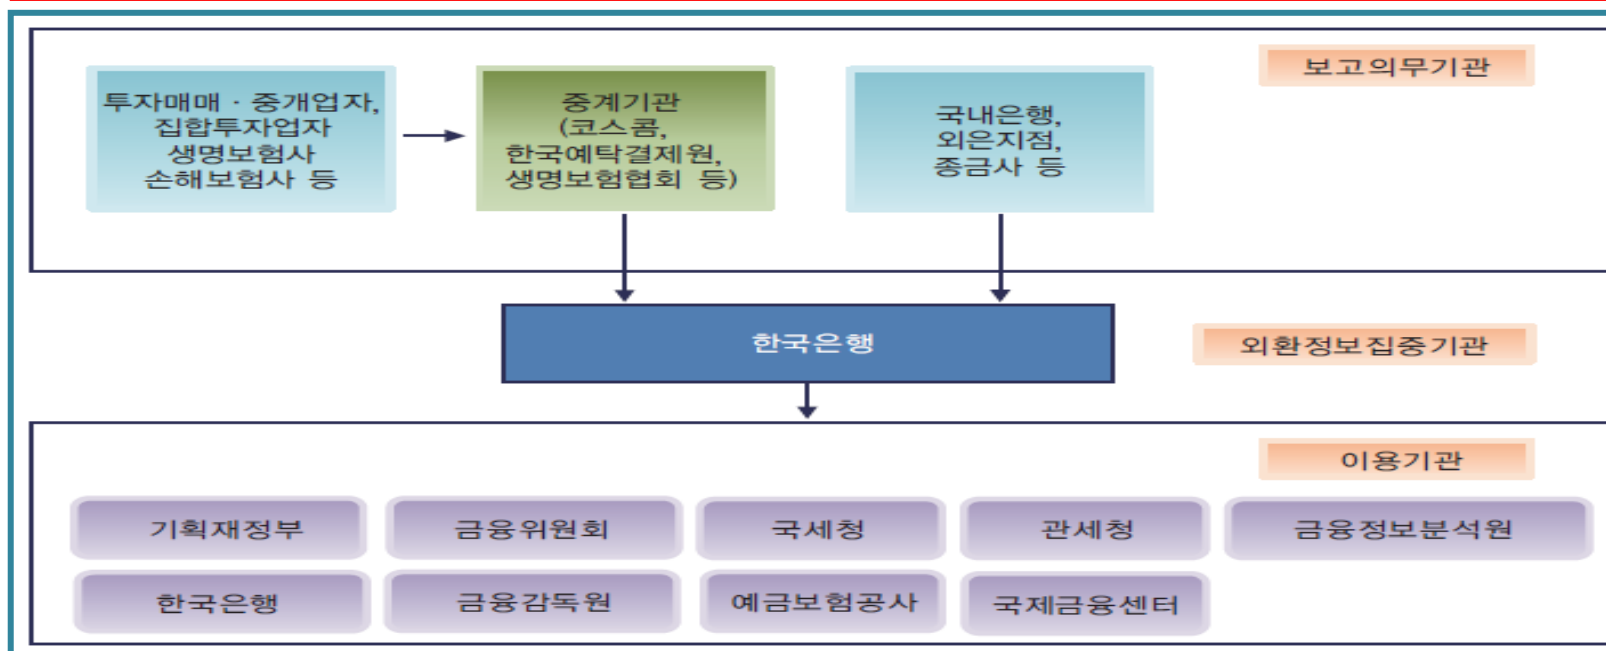 보고의무기관
투자매매 · 중개업자,
집합투자업자
생명보험사
손해보험사 등
중계기관
(코스콤,
한국예탁결제원,
생명보험협회 등)
국내은행,
외은지점,
종금사 등
한국은행
외환정보집중기관
이용기관
기획재정부
금융위원회
국세청
관세청
금융정보분석원
한국은행
금융감독원
예금보험공사
국제금융센터